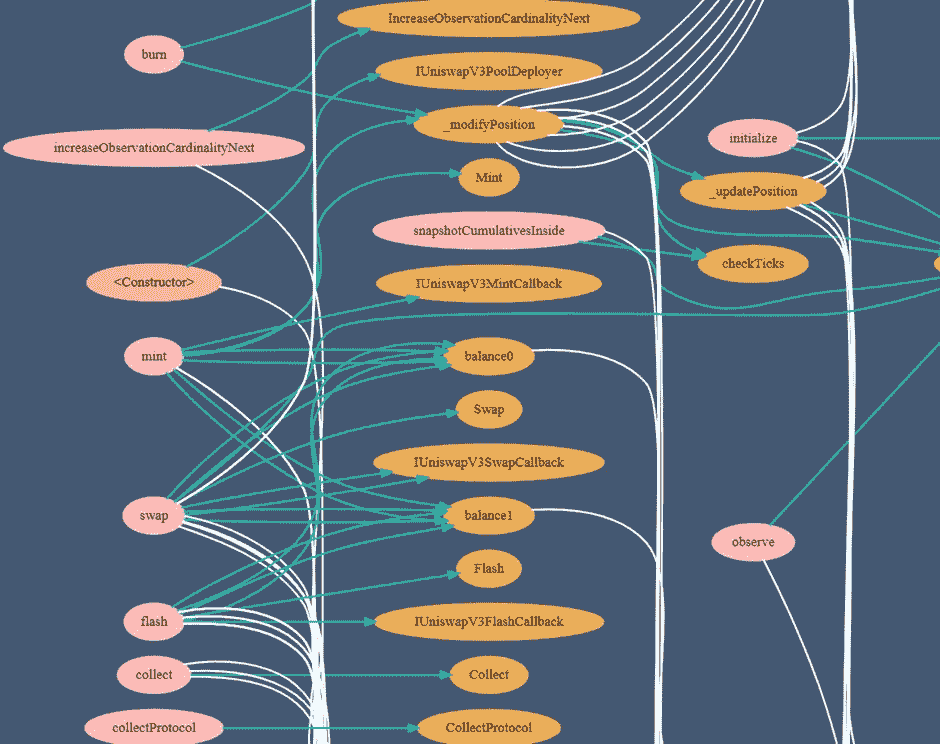 burn
increaseObservationCardinalityNext
<Constructor>
mint
swap
flash
collect
collectProtocol
IncreaseObservationCardinalityNext
IUniswapV3PoolDeployer
_modifyPosition
Mint
snapshotCumulativesInside
IUniswapV3MintCallback
balance0
Swap
IUniswapV3SwapCallback
balance1
Flash
IUniswapV3FlashCallback
Collect
CollectProtocol
initialize
_updatePosition
checkTicks
observe